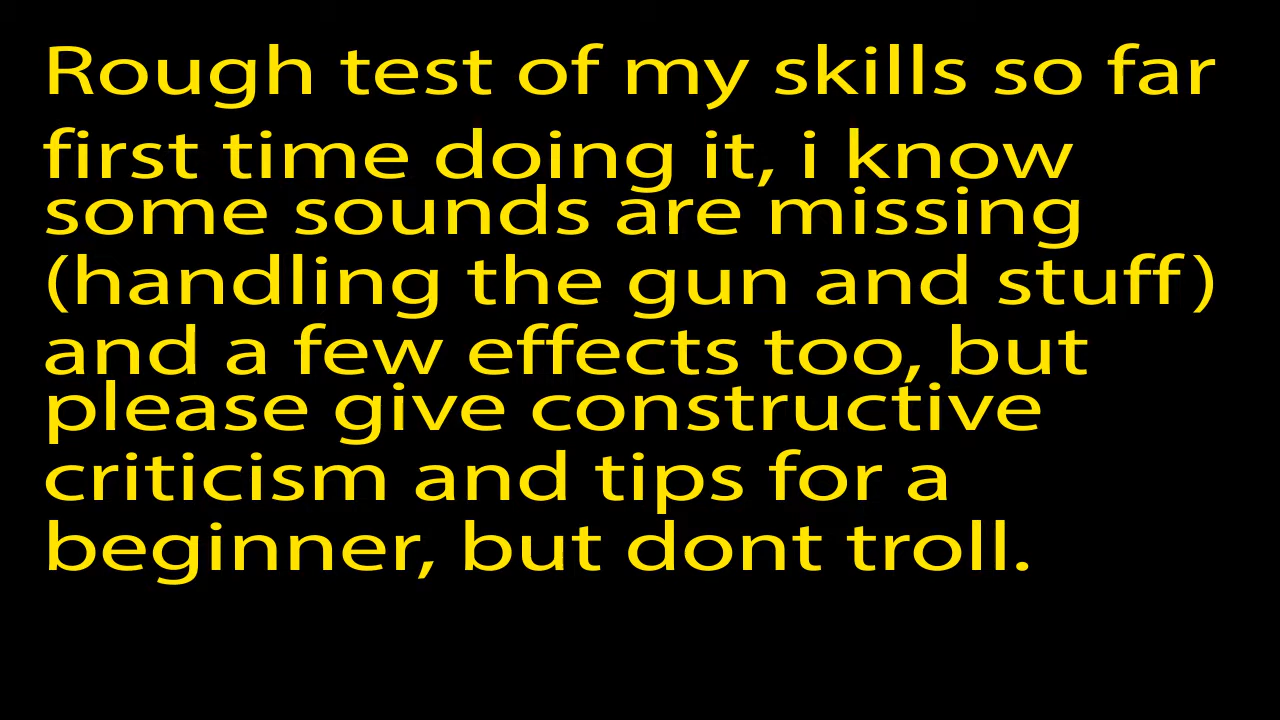 Rough test of my skills so far
first time doing it, i know
some sounds are missing
(handling the gun and stuff)
and a few effects too, but
please give constructive
criticism and tips for a
beginner, but dont troll.